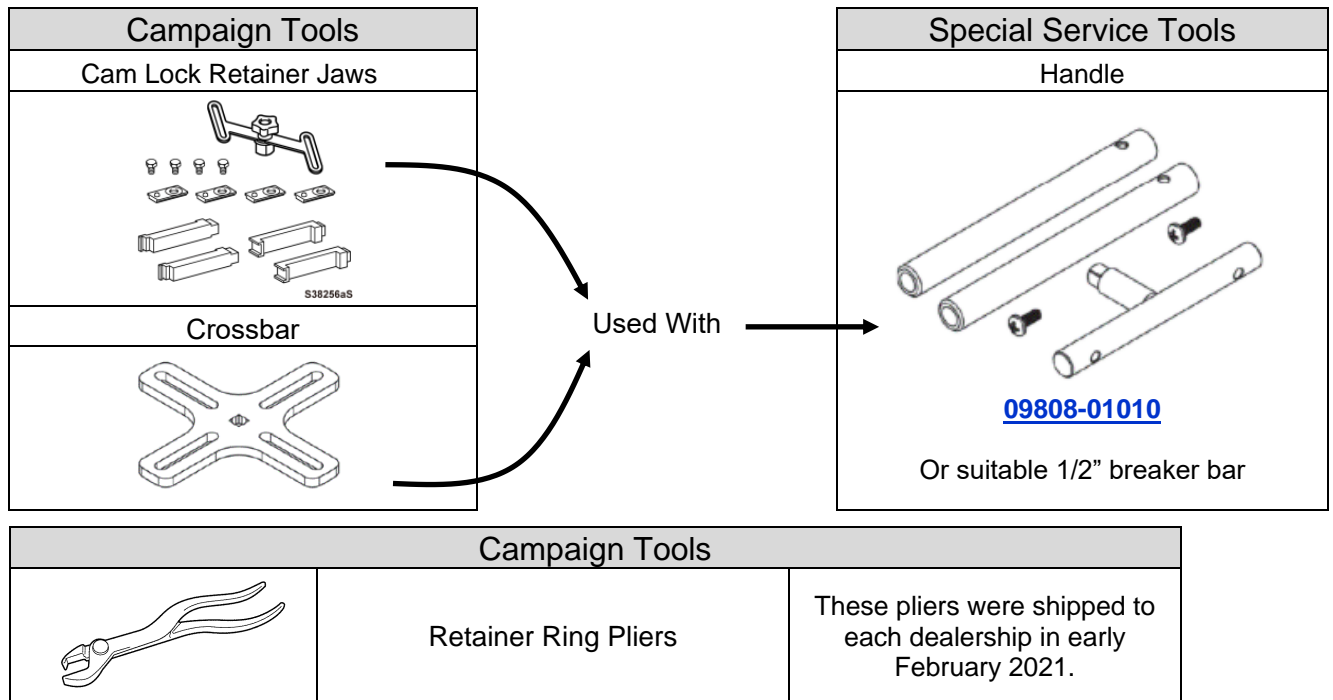 Campaign Tools
Cam Lock Retainer Jaws
S38256aS
Crossbar
Used With
Special Service Tools
Handle
09808-01010
Or suitable 1/2” breaker bar
Campaign Tools
Retainer Ring Pliers
These pliers were shipped to
each dealership in early
February 2021.